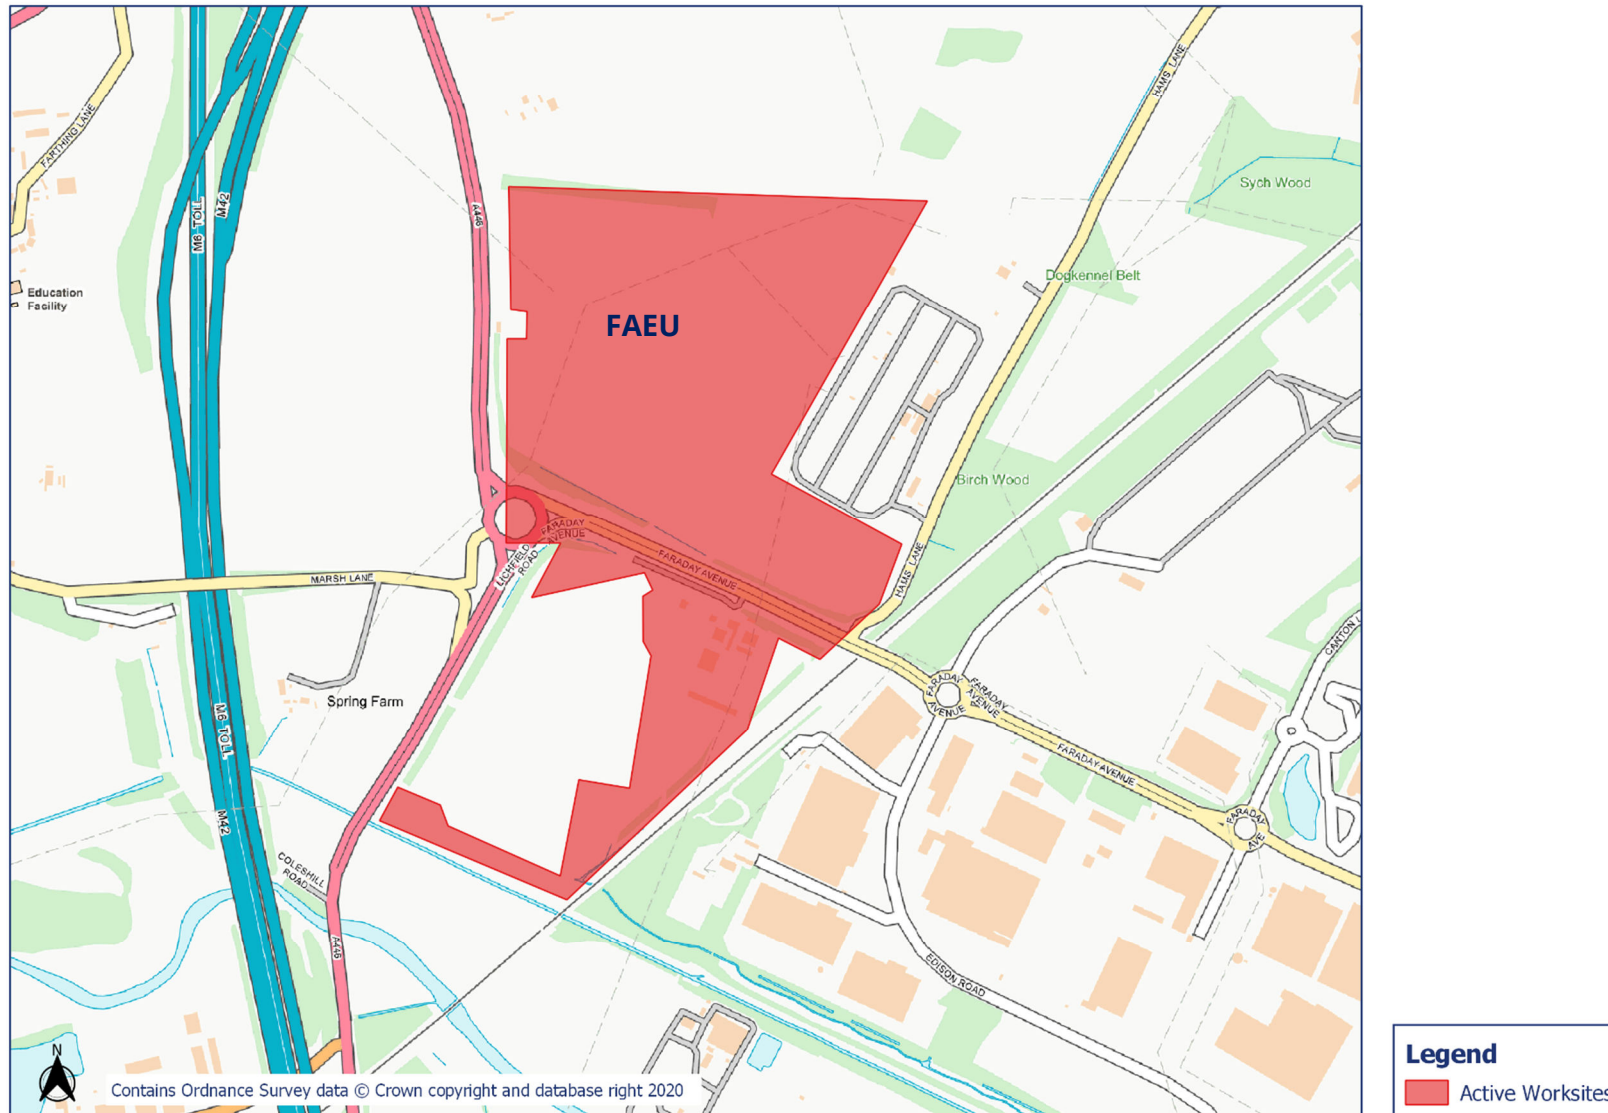 HAMS LANE
FARTHING LANE
Sych Wood
M6 TOLL
M42
A446
Dogkennel Belt
Education
Facility
FAEU
Birch Wood
FARADAY
AVENUE
LICHFIELD
ROAD
FARADAY AVENUE
HAMS LANE
MARSH LANE
CANTON L
Spring Farm
FARADAY
AVENUE
FARADAY
AVENUE
M6 TOLL
FARADAY AVENUE
M42
FARADAY
AVE
COLESHILL
ROAD
A446
EDISON ROAD
N
Contains Ordnance Survey data © Crown copyright and database right 2020
Legend
Active Worksites